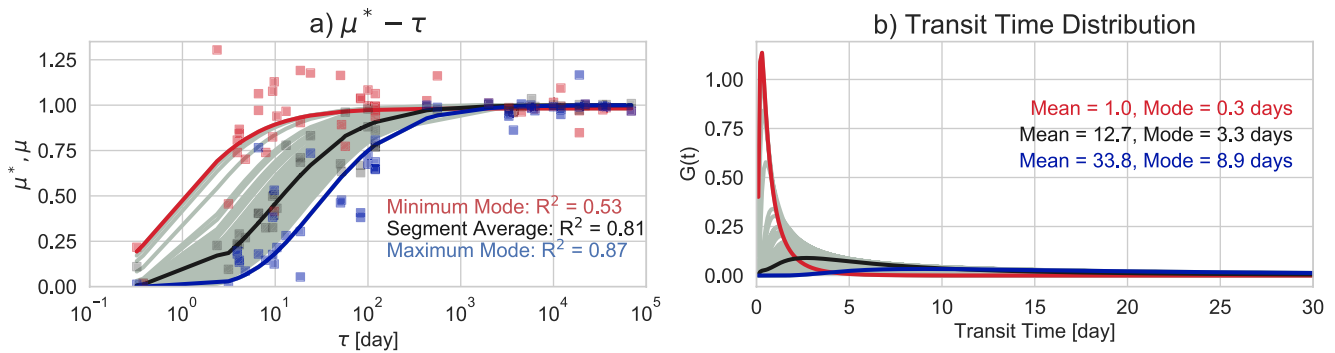 a) μ* − τ
1.25
1.00
0.75
0.50
0.25
0.00
μ*, μ
Minimum Mode: R² = 0.53
Segment Average: R² = 0.81
Maximum Mode: R² = 0.87
10⁻¹ 10⁰ 10¹ 10² 10³ 10⁴ 10⁵
τ [day]
b) Transit Time Distribution
1.00
0.75
0.50
0.25
0.00
G(t)
Mean = 1.0, Mode = 0.3 days
Mean = 12.7, Mode = 3.3 days
Mean = 33.8, Mode = 8.9 days
0 5 10 15 20 25 30
Transit Time [day]